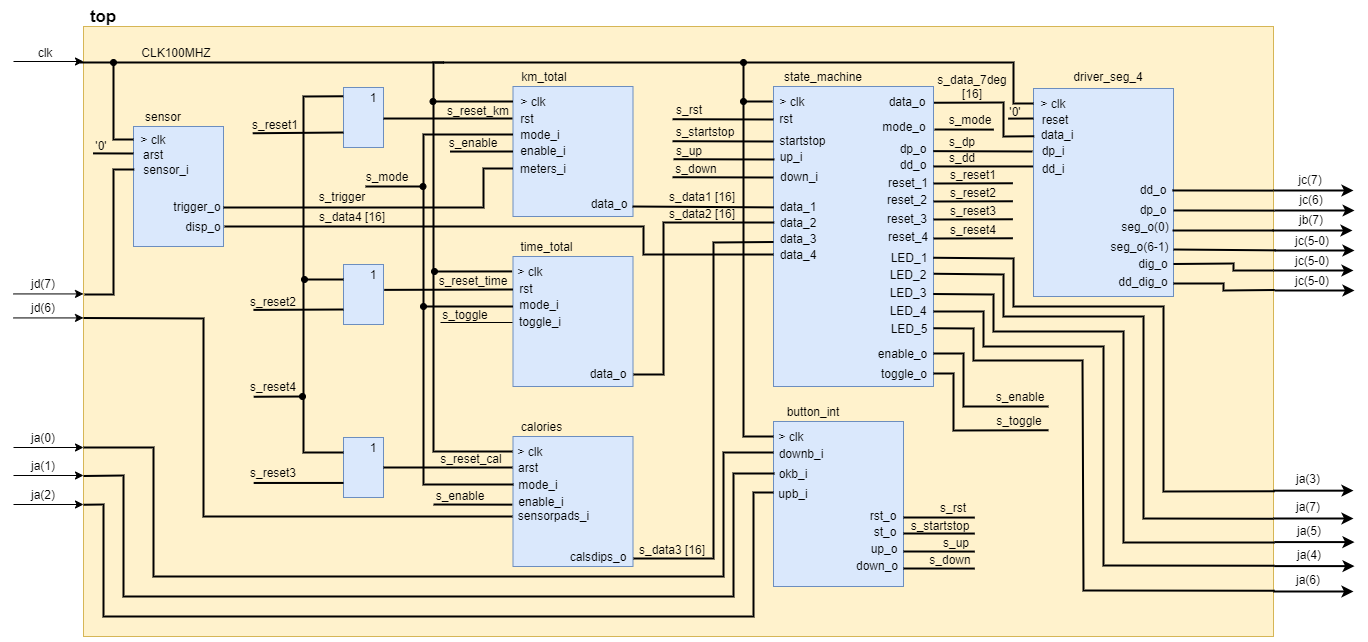 top
clk
CLK100MHZ
jd(7)
jd(6)
ja(0)
ja(1)
ja(2)
sensor
'0'
> clk
arst
sensor_i
trigger_o
disp_o
s_trigger
s_data4 [16]
s_reset1
1
s_reset_km
s_enable
s_mode
s_reset2
1
s_reset_time
s_toggle
s_reset4
s_reset3
1
s_reset_cal
s_enable
km_total
> clk
rst
mode_i
enable_i
meters_i
data_o
time_total
> clk
rst
mode_i
toggle_i
data_o
calories
> clk
arst
mode_i
enable_i
sensorpads_i
calsdips_o
s_rst
s_startstop
s_up
s_down
s_data1 [16]
s_data2 [16]
s_data3 [16]
state_machine
> clk
rst
startstop
up_i
down_i
data_1
data_2
data_3
data_4
data_o
mode_o
dp_o
dd_o
reset_1
reset_2
reset_3
reset_4
LED_1
LED_2
LED_3
LED_4
LED_5
enable_o
toggle_o
s_data_7deg
[16]
s_mode
s_dp
s_dd
s_reset1
s_reset2
s_reset3
s_reset4
s_enable
s_toggle
button_int
> clk
downb_i
okb_i
upb_i
rst_o
st_o
up_o
down_o
s_rst
s_startstop
s_up
s_down
driver_seg_4
'0'
> clk
reset
data_i
dp_i
dd_i
dd_o
dp_o
seg_o(0)
seg_o(6-1)
dig_o
dd_dig_o
jc(7)
jc(6)
jb(7)
jc(5-0)
jc(5-0)
jc(5-0)
ja(3)
ja(7)
ja(5)
ja(4)
ja(6)